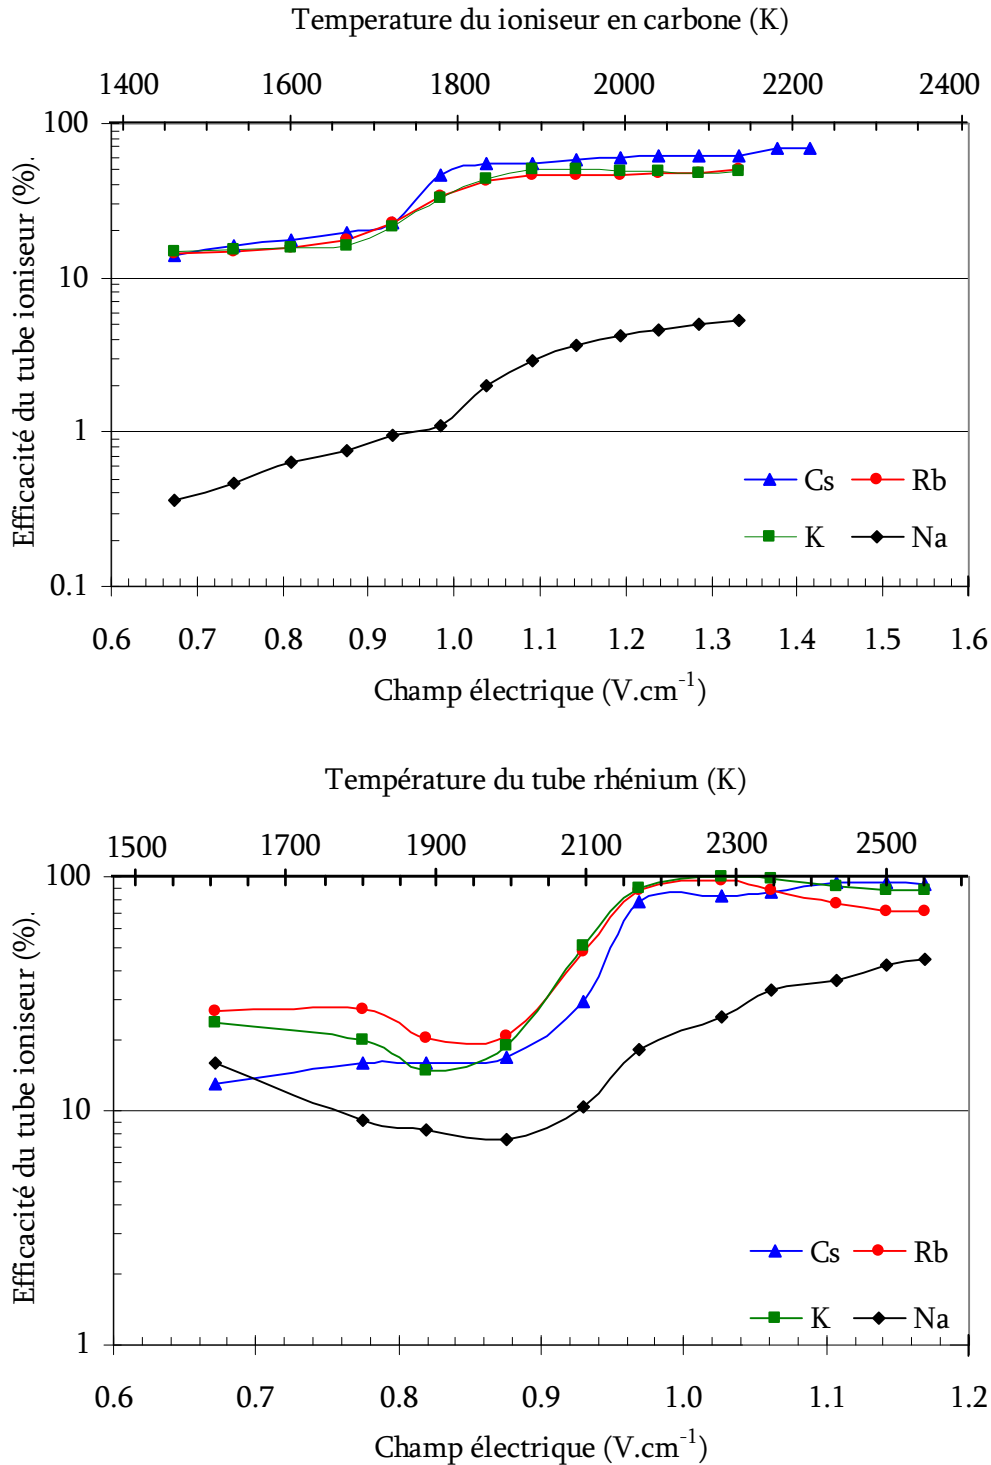 Temperature du ioniseur en carbone (K)
1400 1600 1800 2000 2200 2400
100
10
1
0.1
Efficacité du tube ioniseur (%).
Cs Rb
K Na
0.6 0.7 0.8 0.9 1.0 1.1 1.2 1.3 1.4 1.5 1.6
Champ électrique (V.cm-1)
Température du tube rhénium (K)
1500 1700 1900 2100 2300 2500
100
10
1
Efficacité du tube ioniseur (%).
Cs Rb
K Na
0.6 0.7 0.8 0.9 1.0 1.1 1.2
Champ électrique (V.cm-1)